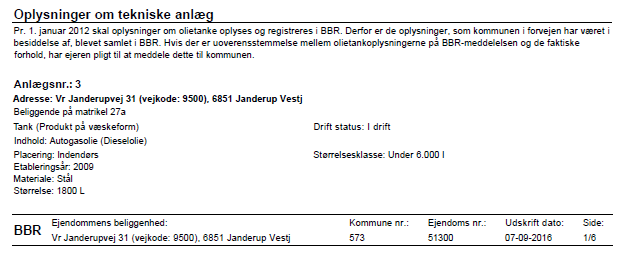 Oplysninger om tekniske anlæg
Pr. 1. januar 2012 skal oplysninger om olietanke oplyses og registreres i BBR. Derfor er de oplysninger, som kommunen i forvejen har været i
besiddelse af, blevet samlet i BBR. Hvis der er uoverensstemmelse mellem olietankoplysningerne på BBR-meddelelsen og de faktiske
forhold, har ejeren pligt til at meddele dette til kommunen.
Anlægsnr.: 3
Adresse: Vr Janderupvej 31 (vejkode: 9500), 6851 Janderup Vestj
Beliggende på matrikel 27a
Tank (Produkt på væskeform) Drift status: I drift
Indhold: Autogasolie (Dieselolie)
Placering: Indendørs Størrelsesklasse: Under 6.000 l
Etableringsår: 2009
Materiale: Stål
Størrelse: 1800 L
BBR Ejendommens beliggenhed: Kommune nr.: Ejendoms nr.: Udskrift dato: Side:
Vr Janderupvej 31 (vejkode: 9500), 6851 Janderup Vestj 573 51300 07-09-2016 1/6